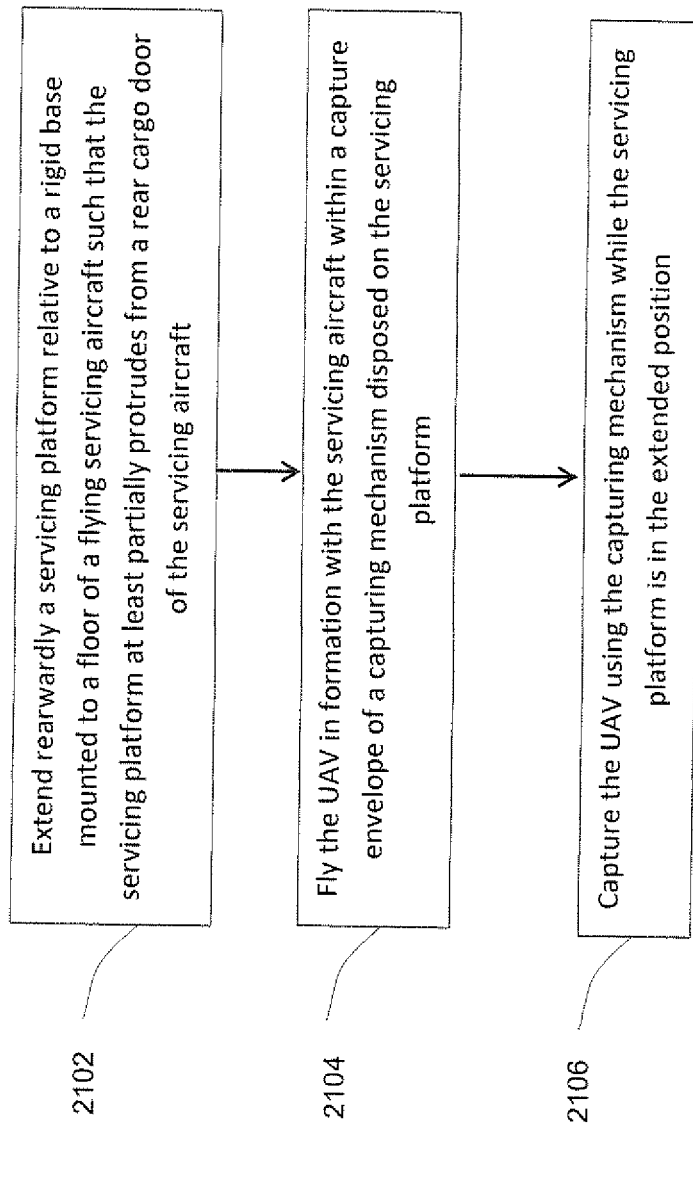 2102
Extend rearwardly a servicing platform relative to a rigid base
mounted to a floor of a flying servicing aircraft such that the
servicing platform at least partially protrudes from a rear cargo door
of the servicing aircraft
2104
Fly the UAV in formation with the servicing aircraft within a capture
envelope of a capturing mechanism disposed on the servicing
platform
2106
Capture the UAV using the capturing mechanism while the servicing
platform is in the extended position